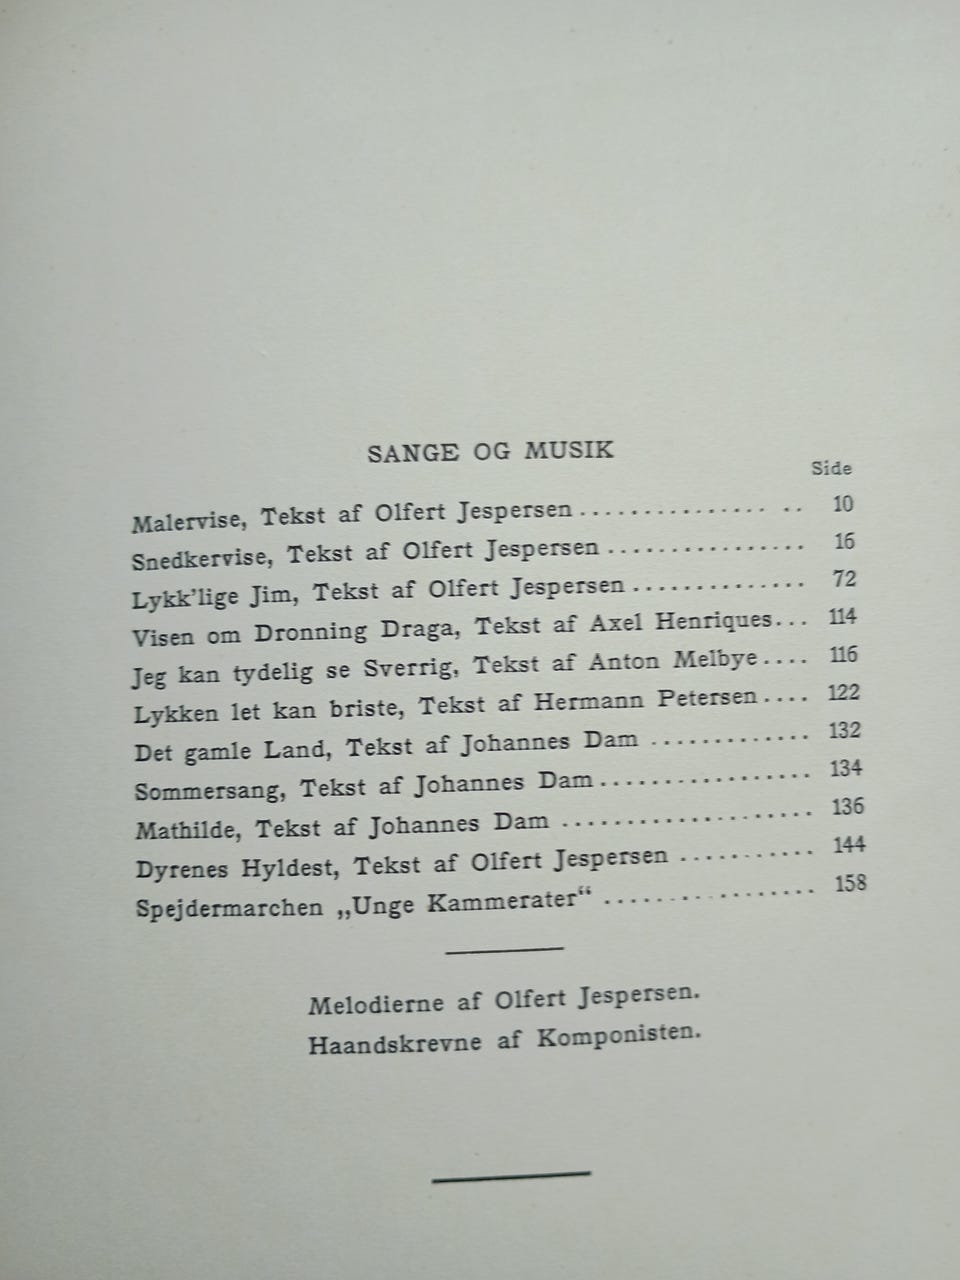 SANGE OG MUSIK
Side
Malervise, Tekst af Olfert Jespersen ............... .. 10
Snedkervise, Tekst af Olfert Jespersen ................ 16
Lykk'lige Jim, Tekst af Olfert Jespersen .............. 72
Visen om Dronning Draga, Tekst af Axel Henriques... 114
Jeg kan tydelig se Sverrig, Tekst af Anton Melbye.... 116
Lykken let kan briste, Tekst af Hermann Petersen.... 122
Det gamle Land, Tekst af Johannes Dam ............. 132
Sommersang, Tekst af Johannes Dam................. 134
Mathilde, Tekst af Johannes Dam .................... 136
Dyrenes Hyldest, Tekst af Olfert Jespersen ........... 144
Spejdermarchen „Unge Kammerater“ ................. 158
Melodierne af Olfert Jespersen.
Haandskrevne af Komponisten.